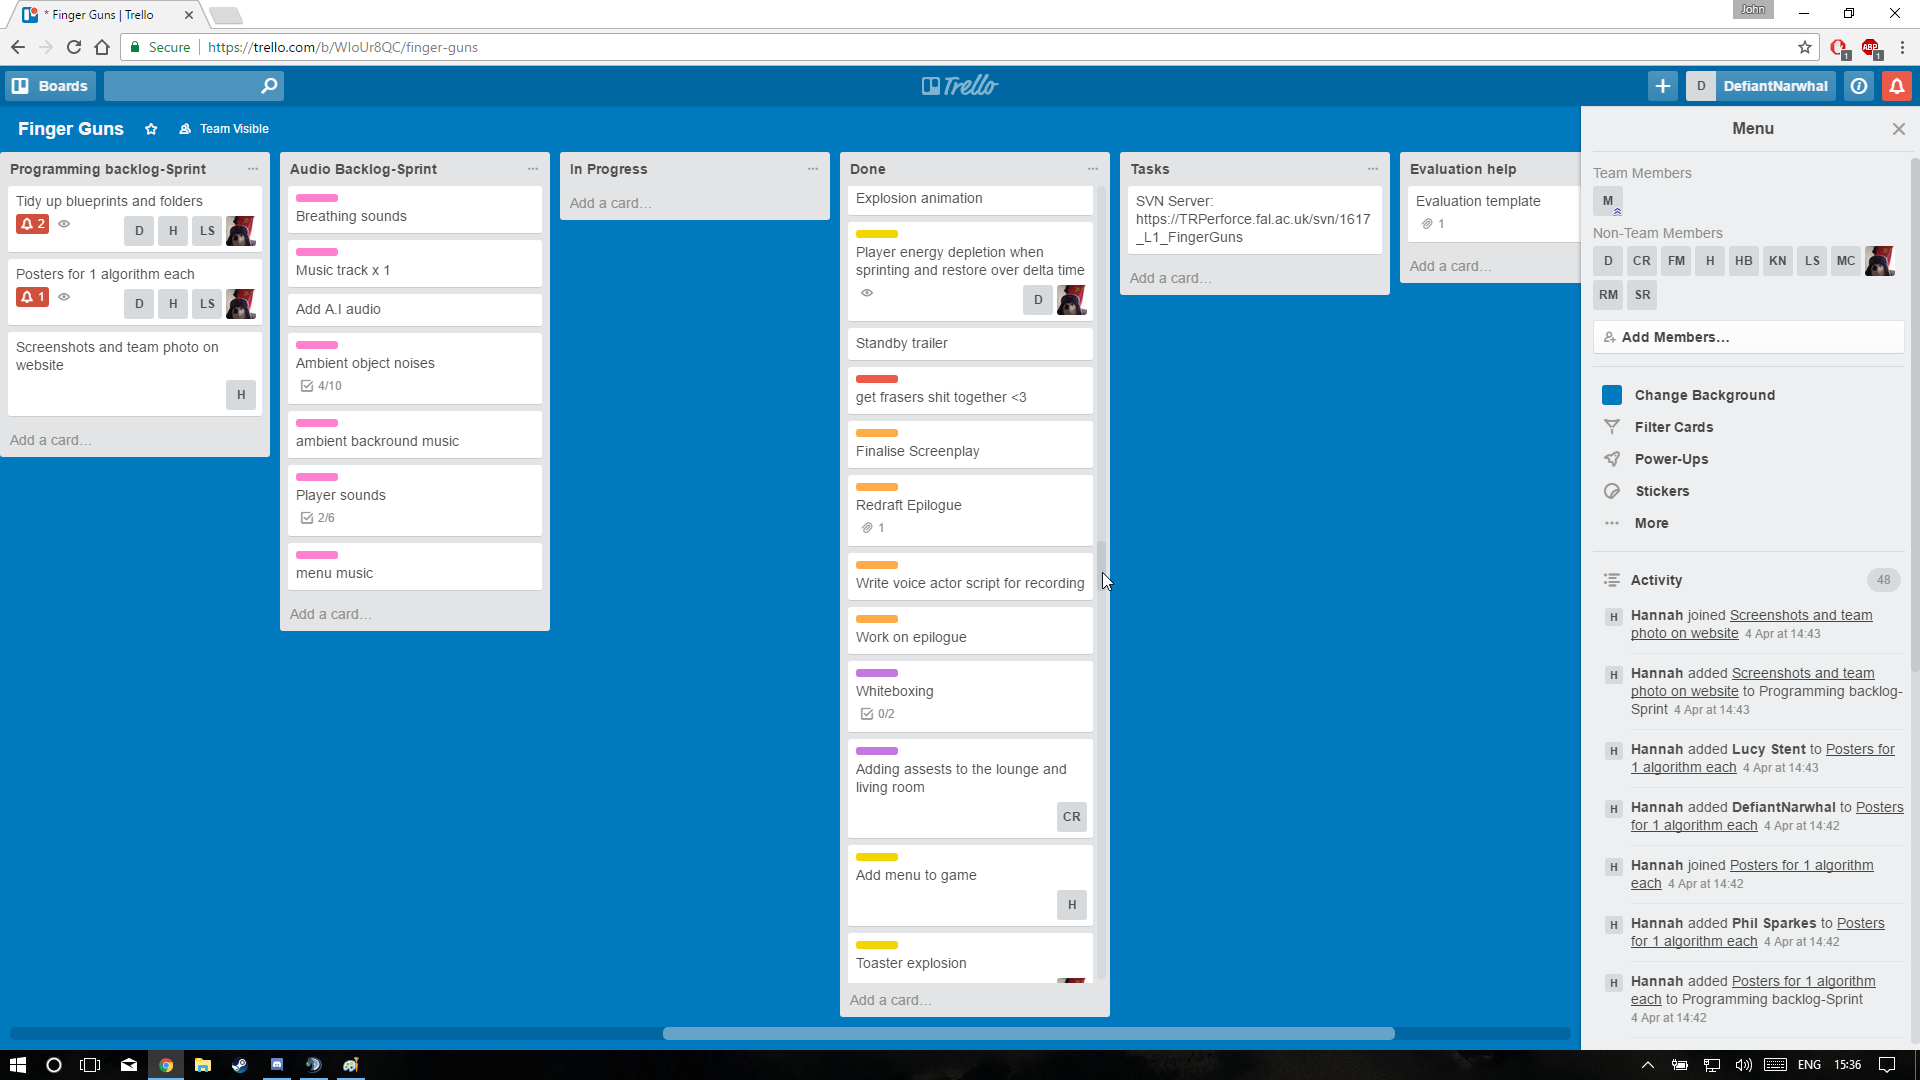 * Finger Guns | Trello
John
Secure
https://trello.com/b/WIoUr8QC/finger-guns
1
ABP
1
Boards
Trello
D
DefiantNarwhal
Finger Guns
Team Visible
Programming backlog-Sprint
Tidy up blueprints and folders
2
D
H
LS
Posters for 1 algorithm each
1
D
H
LS
Screenshots and team photo on
website
H
Add a card…
Audio Backlog-Sprint
Breathing sounds
Music track x 1
Add A.I audio
Ambient object noises
4/10
ambient backround music
Player sounds
2/6
menu music
Add a card…
In Progress
Add a card…
Done
Explosion animation
Player energy depletion when
sprinting and restore over delta time
D
Standby trailer
get frasers shit together <3
Finalise Screenplay
Redraft Epilogue
1
Write voice actor script for recording
Work on epilogue
Whiteboxing
0/2
Adding assests to the lounge and
living room
CR
Add menu to game
H
Toaster explosion
Add a card…
Tasks
SVN Server:
https://TRPerforce.fal.ac.uk/svn/1617
_L1_FingerGuns
Add a card…
Evaluation help
Evaluation template
1
Add a card…
Menu
Team Members
M
Non-Team Members
D
CR
FM
H
HB
KN
LS
MC
RM
SR
Add Members…
Change Background
Filter Cards
Power-Ups
Stickers
More
Activity
48
H
Hannah joined Screenshots and team
photo on website 4 Apr at 14:43
H
Hannah added Screenshots and team
photo on website to Programming backlog-
Sprint 4 Apr at 14:43
H
Hannah added Lucy Stent to Posters for
1 algorithm each 4 Apr at 14:43
H
Hannah added DefiantNarwhal to Posters
for 1 algorithm each 4 Apr at 14:42
H
Hannah joined Posters for 1 algorithm
each 4 Apr at 14:42
H
Hannah added Phil Sparkes to Posters
for 1 algorithm each 4 Apr at 14:42
H
Hannah added Posters for 1 algorithm
each to Programming backlog-Sprint
4 Apr at 14:42
ENG
15:36